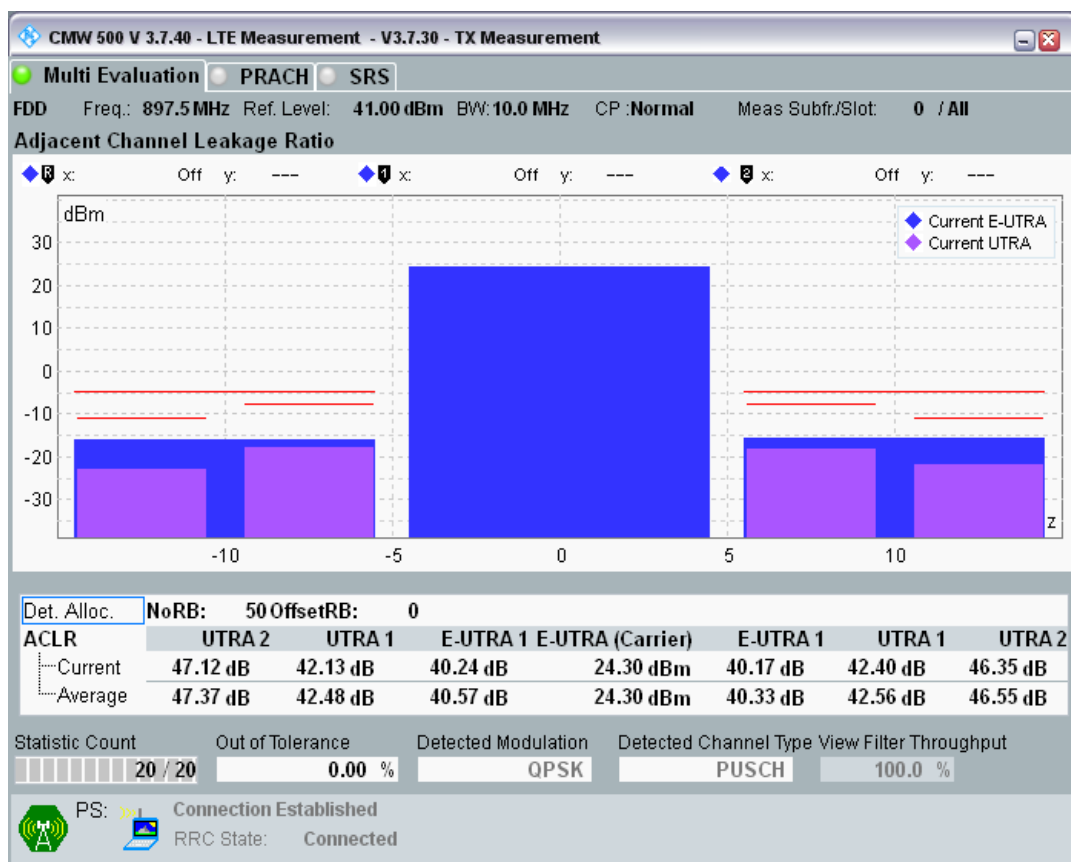 CMW 500 V 3.7.40 - LTE Measurement - V3.7.30 - TX Measurement
Multi Evaluation PRACH SRS
FDD Freq.: 897.5 MHz Ref. Level: 41.00 dBm BW: 10.0 MHz CP :Normal Meas Subfr./Slot: 0 / All
Adjacent Channel Leakage Ratio
R x: Off y: --- 1 x: Off y: --- 2 x: Off y: ---
dBm
Current E-UTRA
Current UTRA
30
20
10
0
-10
-20
-30
z
-10 -5 0 5 10
Det. Alloc. NoRB: 50 OffsetRB: 0
ACLR UTRA 2 UTRA 1 E-UTRA 1 E-UTRA (Carrier) E-UTRA 1 UTRA 1 UTRA 2
Current 47.12 dB 42.13 dB 40.24 dB 24.30 dBm 40.17 dB 42.40 dB 46.35 dB
Average 47.37 dB 42.48 dB 40.57 dB 24.30 dBm 40.33 dB 42.56 dB 46.55 dB
Statistic Count Out of Tolerance Detected Modulation Detected Channel Type View Filter Throughput
20 / 20 0.00 % QPSK PUSCH 100.0 %
PS: Connection Established
RRC State: Connected